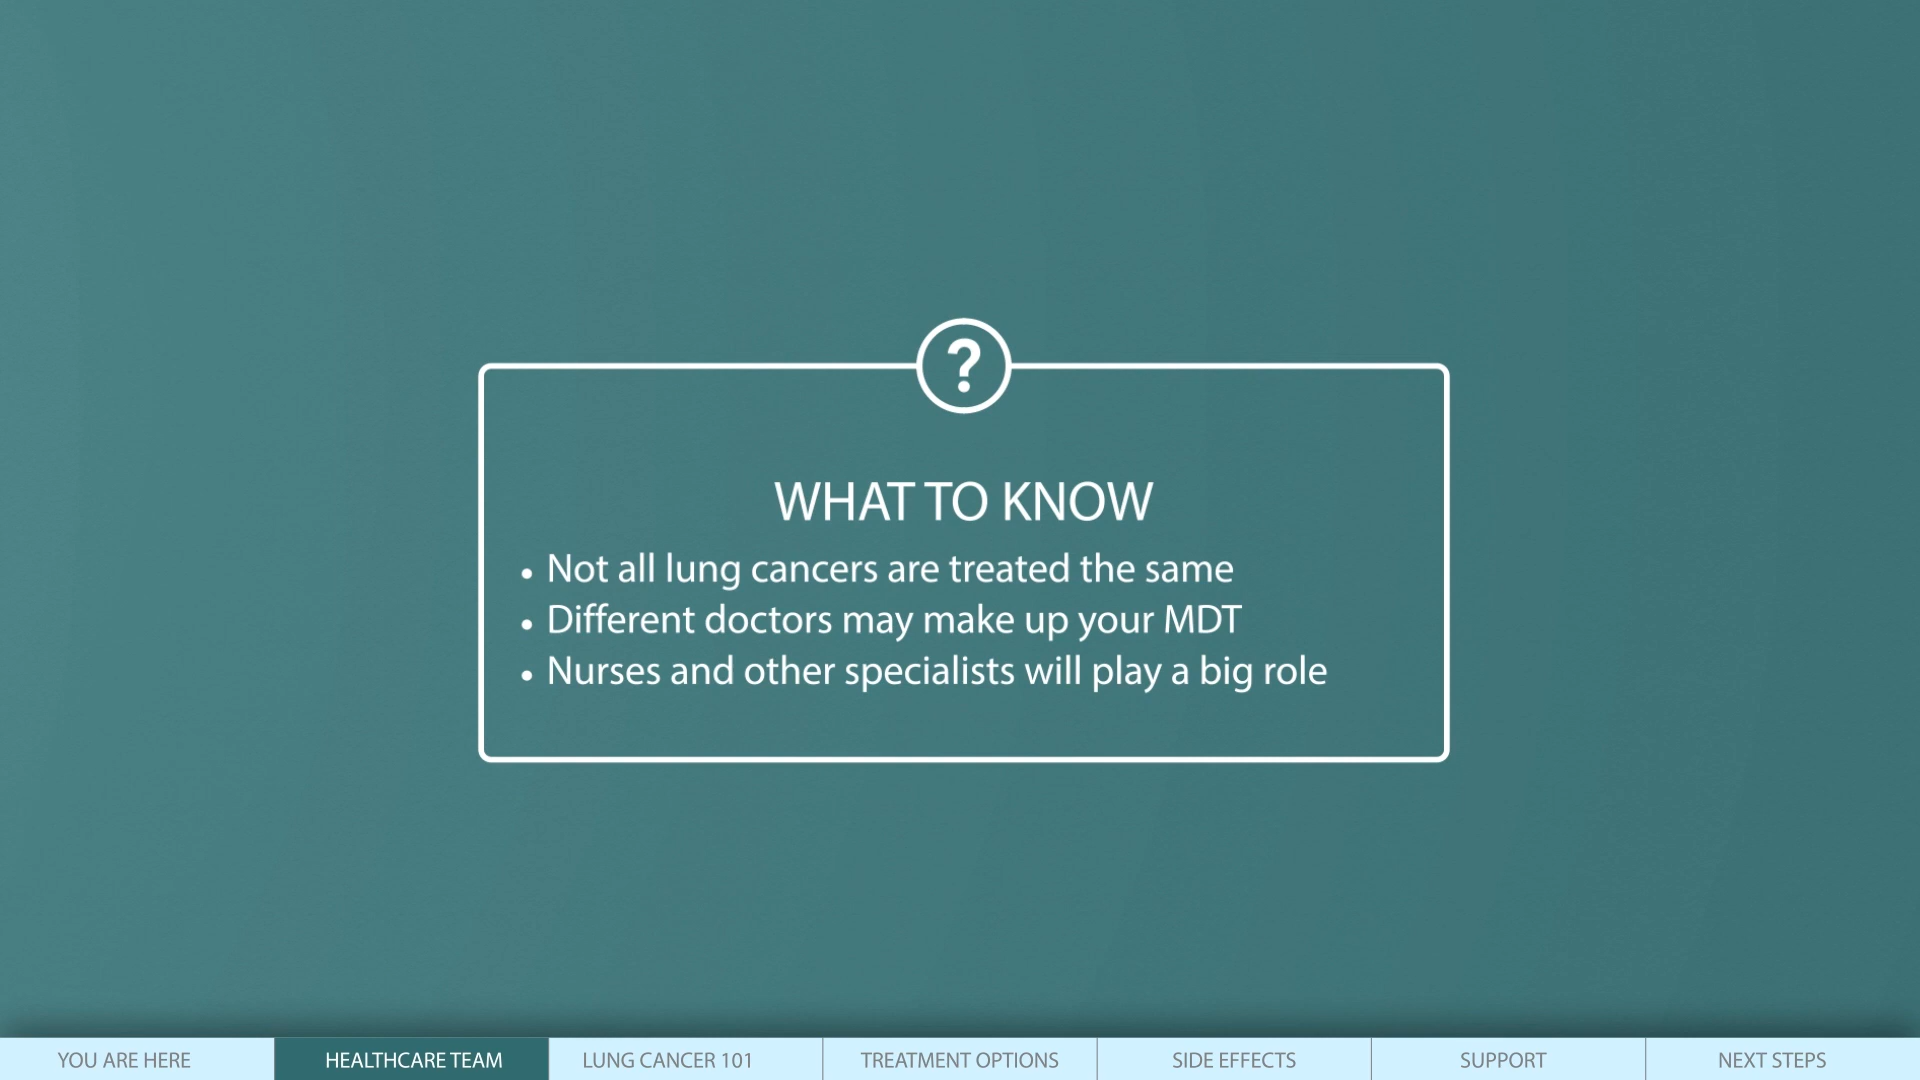 ?
WHAT TO KNOW
• Not all lung cancers are treated the same
• Different doctors may make up your MDT
• Nurses and other specialists will play a big role
YOU ARE HERE
HEALTHCARE TEAM
LUNG CANCER 101
TREATMENT OPTIONS
SIDE EFFECTS
SUPPORT
NEXT STEPS